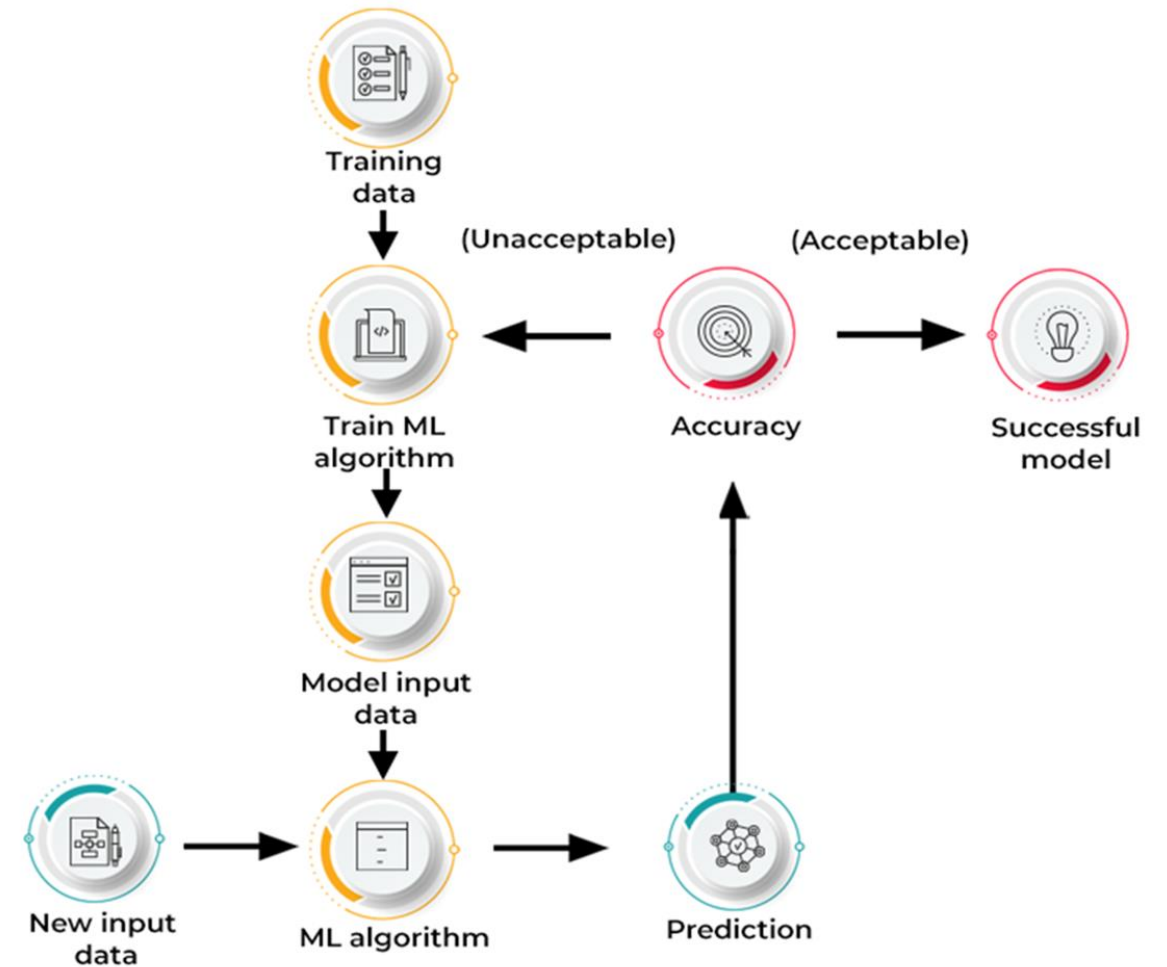 Training
data
(Unacceptable)
(Acceptable)
Train ML
algorithm
Accuracy
Successful
model
Model input
data
New input
data
ML algorithm
Prediction